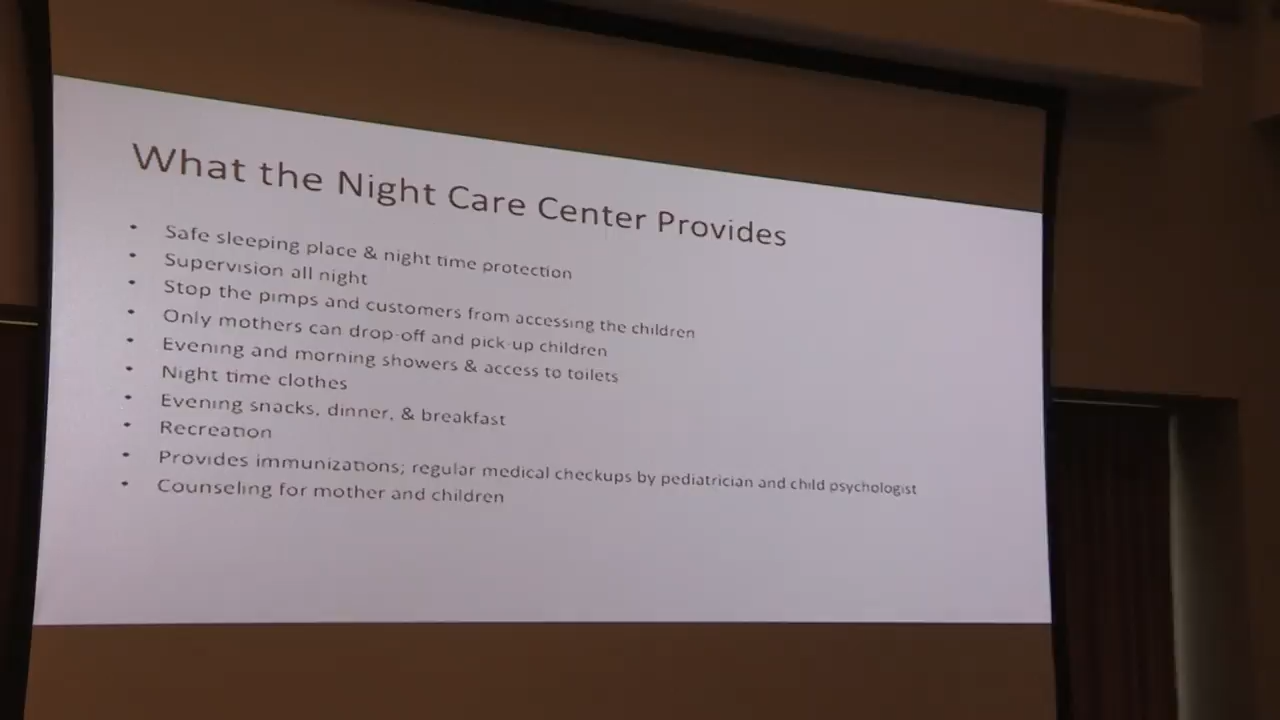 What the Night Care Center Provides
• Safe sleeping place & night time protection
• Supervision all night
• Stop the pimps and customers from accessing the children
• Only mothers can drop-off and pick-up children
• Evening and morning showers & access to toilets
• Night time clothes
• Evening snacks, dinner, & breakfast
• Recreation
• Provides immunizations; regular medical checkups by pediatrician and child psychologist
• Counseling for mother and children